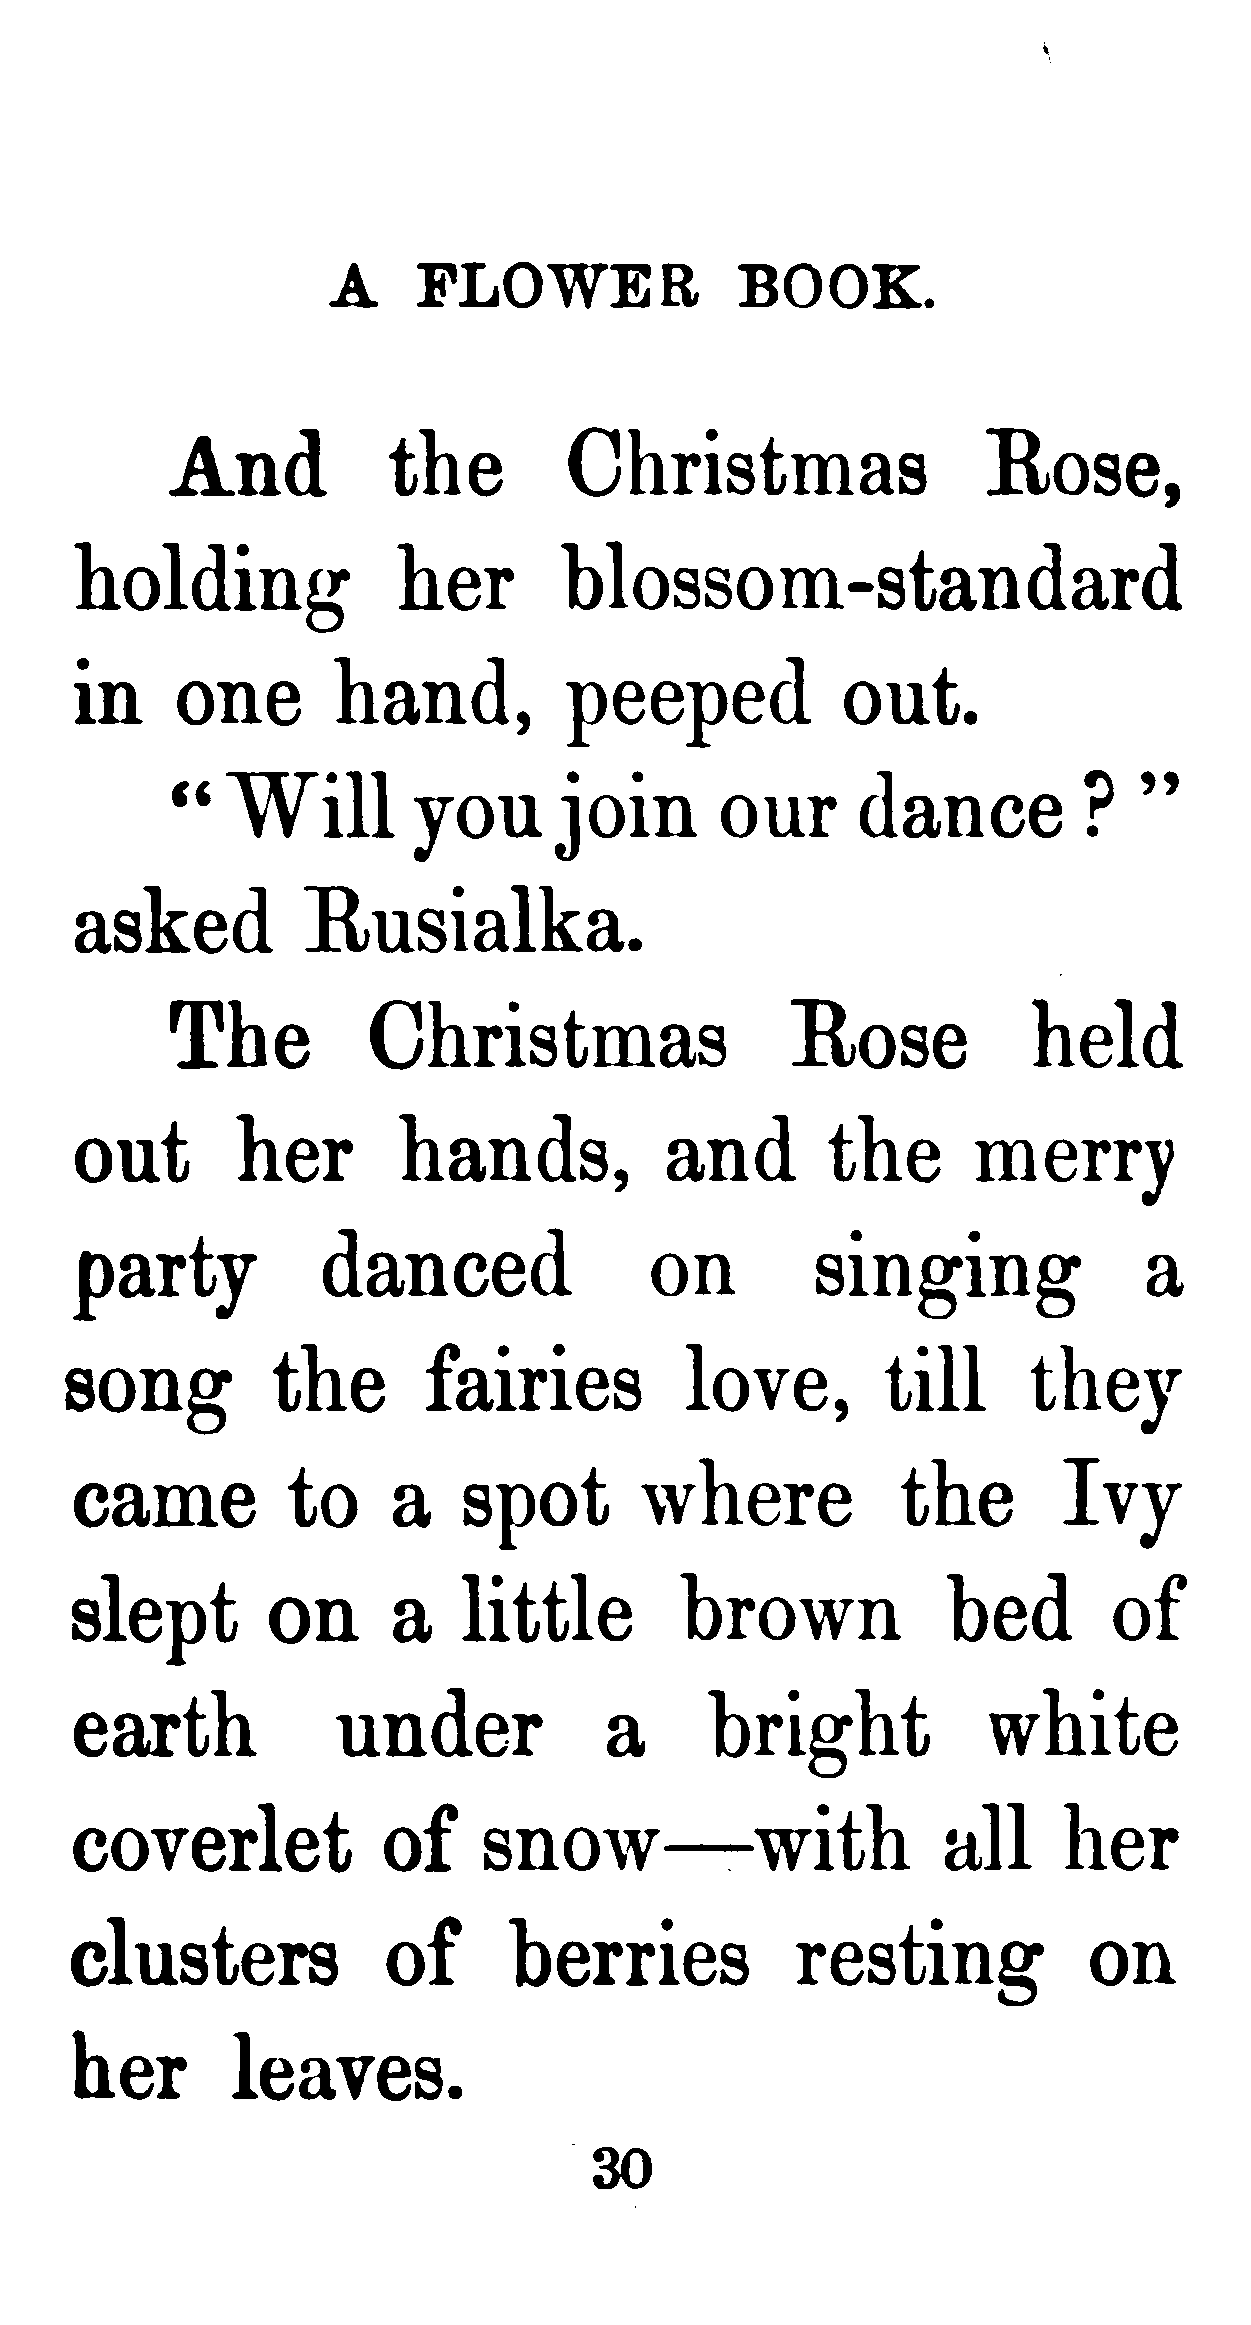 A FLOWER BOOK.
And the Christmas Rose,
holding her blossom-standard
in one hand, peeped out.
“Will you join our dance?”
asked Rusialka.
The Christmas Rose held
out her hands, and the merry
party danced on singing a
song the fairies love, till they
came to a spot where the Ivy
slept on a little brown bed of
earth under a bright white
coverlet of snow—with all her
clusters of berries resting on
her leaves.
30